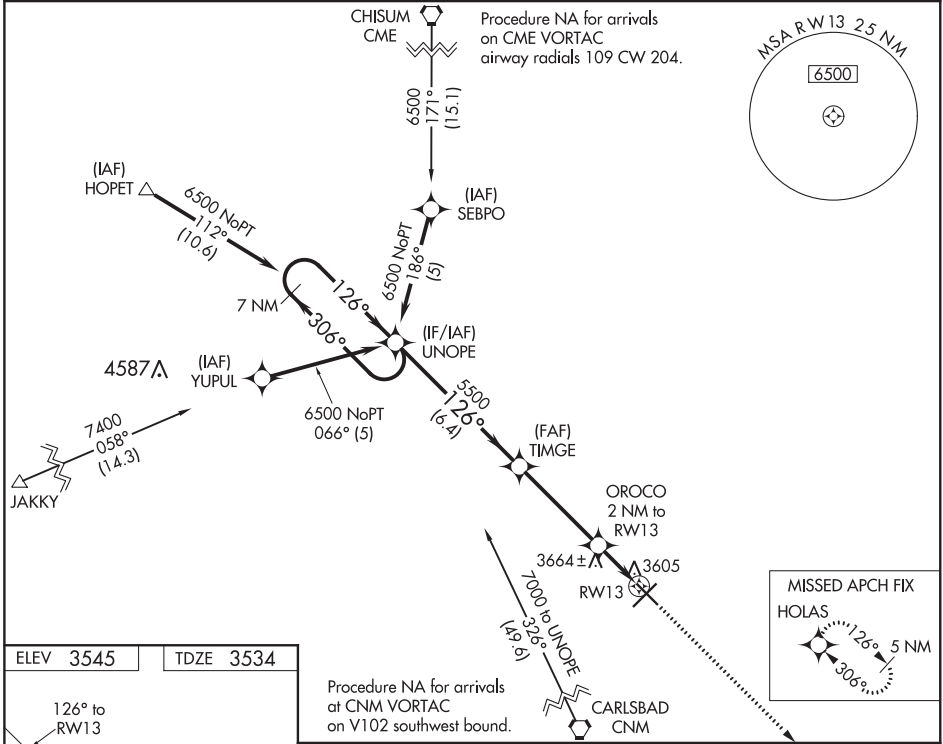 CHISUM
CME
Procedure NA for arrivals
on CME VORTAC
airway radials 109 CW 204.
MSA RW13 25 NM
6500
6500
171°
(15.1)
(IAF)
HOPET
6500 NoPT
112°
(10.6)
(IAF)
SEBPO
6500 NoPT
186°
(5)
7 NM
126°
306°
(IF/IAF)
UNOPE
4587
(IAF)
YUPUL
6500 NoPT
066° (5)
5500
126°
(6.4)
7400
058°
(14.3)
JAKKY
(FAF)
TIMGE
OROCO
2 NM to
RW13
3664±
3605
RW13
7000 to UNOPE
326°
(49.6)
MISSED APCH FIX
HOLAS
126°
306°
5 NM
ELEV 3545
TDZE 3534
126° to
RW13
Procedure NA for arrivals
at CNM VORTAC
on V102 southwest bound.
CARLSBAD
CNM